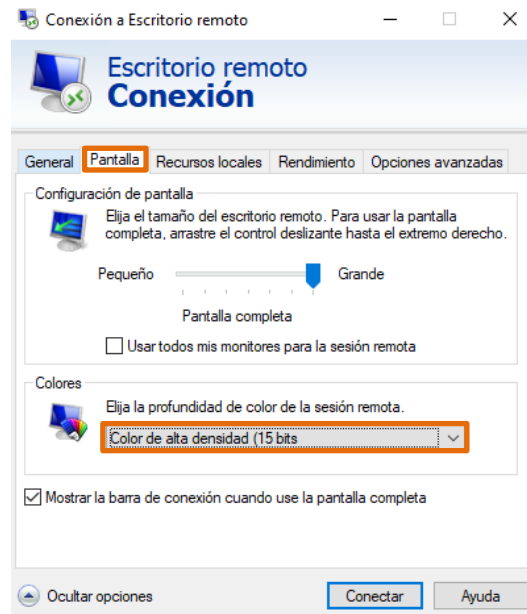 Conexión a Escritorio remoto
Escritorio remoto
Conexión
General Pantalla Recursos locales Rendimiento Opciones avanzadas
Configuración de pantalla
Elija el tamaño del escritorio remoto. Para usar la pantalla
completa, arrastre el control deslizante hasta el extremo derecho.
Pequeño Grande
Pantalla completa
Usar todos mis monitores para la sesión remota
Colores
Elija la profundidad de color de la sesión remota.
Color de alta densidad (15 bits
Mostrar la barra de conexión cuando use la pantalla completa
Ocultar opciones Conectar Ayuda